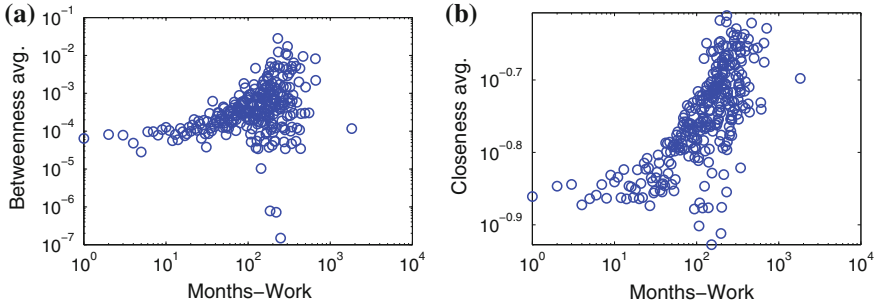 (a)
Betweenness avg.
10^-1
10^-2
10^-3
10^-4
10^-5
10^-6
10^-7
10^0 10^1 10^2 10^3 10^4
Months−Work
(b)
Closeness avg.
10^-0.7
10^-0.8
10^-0.9
10^0 10^1 10^2 10^3 10^4
Months−Work